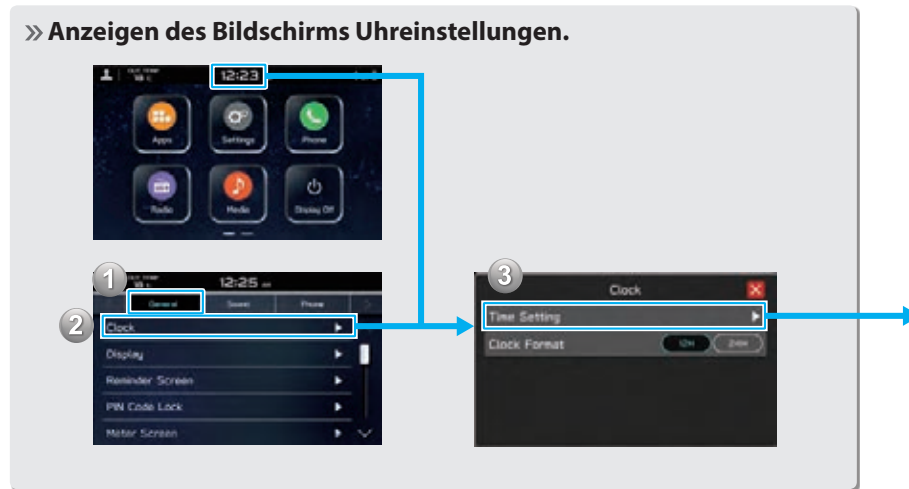 » Anzeigen des Bildschirms Uhreinstellungen.
12:23
Apps
Settings
Phone
Radio
Media
Display Off
1
12:25
General
Sound
Phone
2
Clock
Display
Reminder Screen
PIN Code Lock
Meter Screen
3
Clock
Time Setting
Clock Format
12H
24H